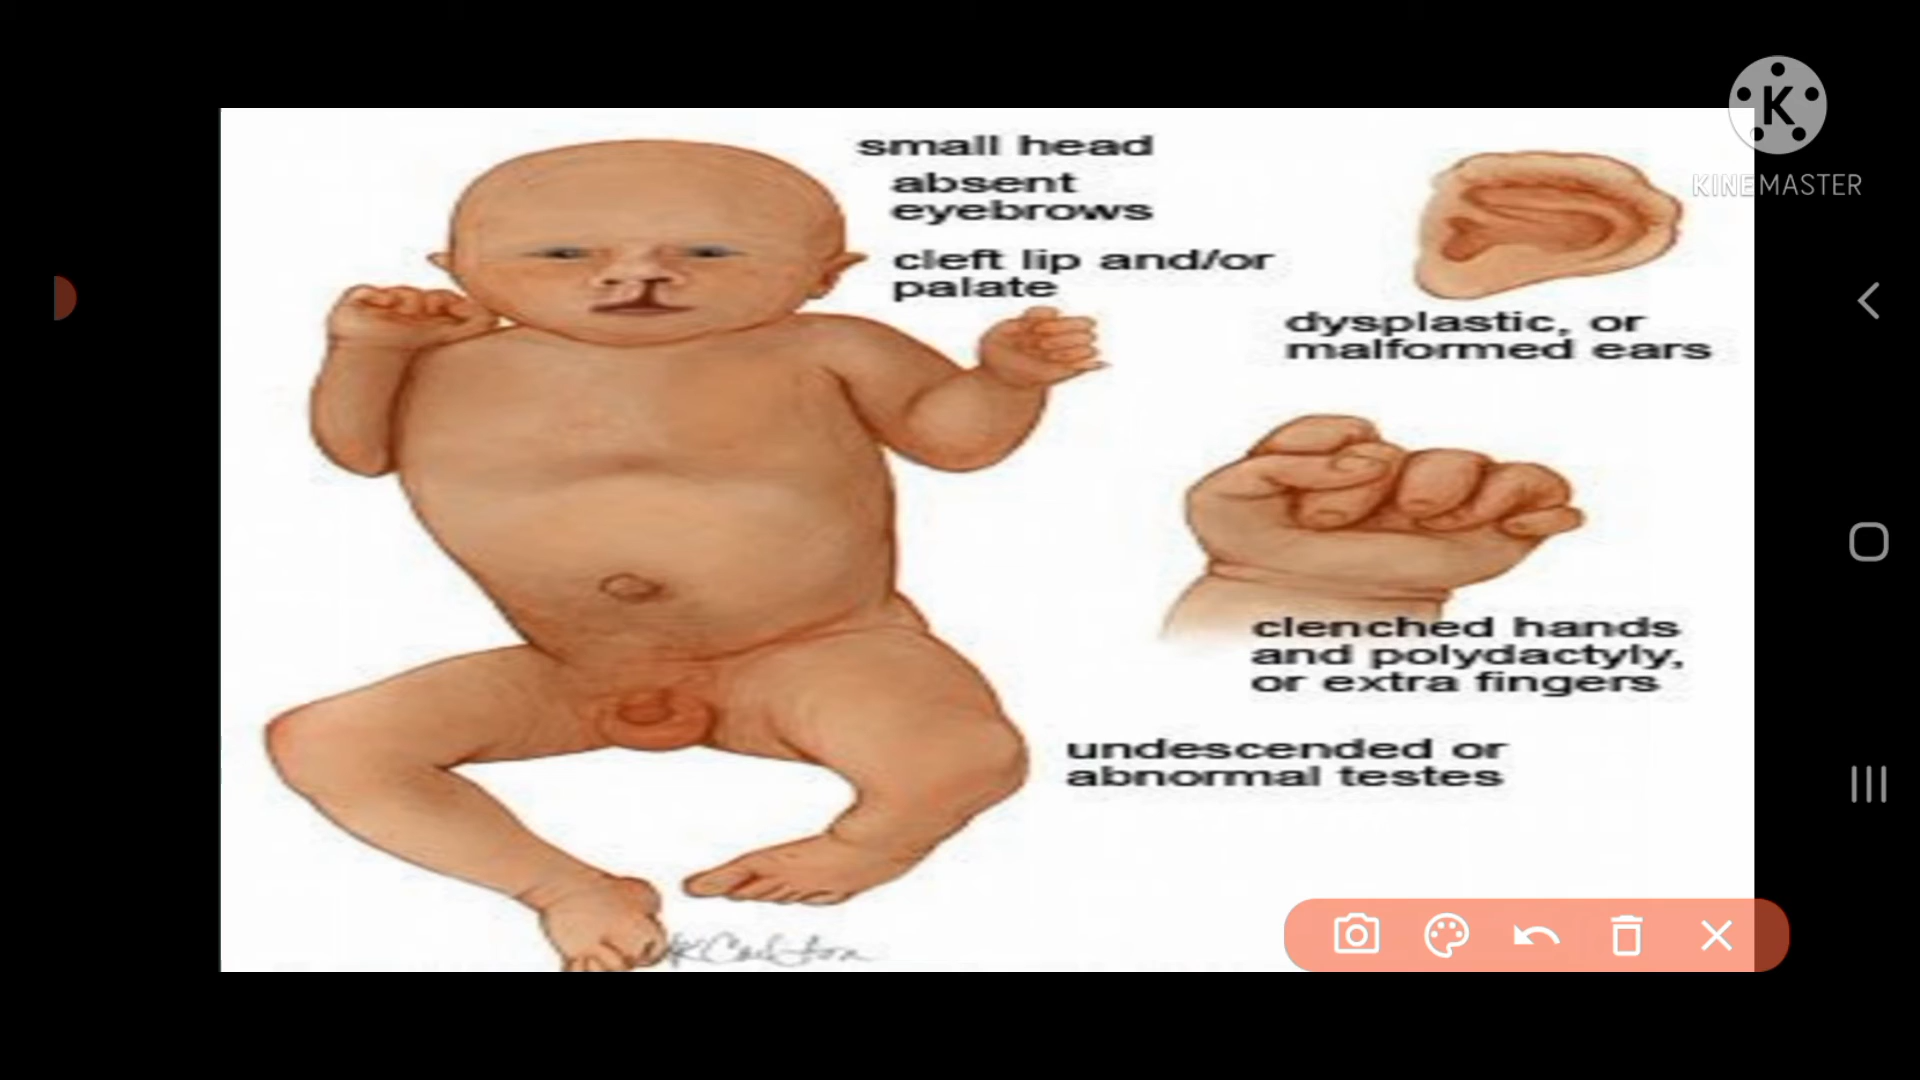 small head
absent
eyebrows
cleft lip and/or
palate
dysplastic, or
malformed ears
clenched hands
and polydactyly,
or extra fingers
undescended or
abnormal testes
K
KINEMASTER